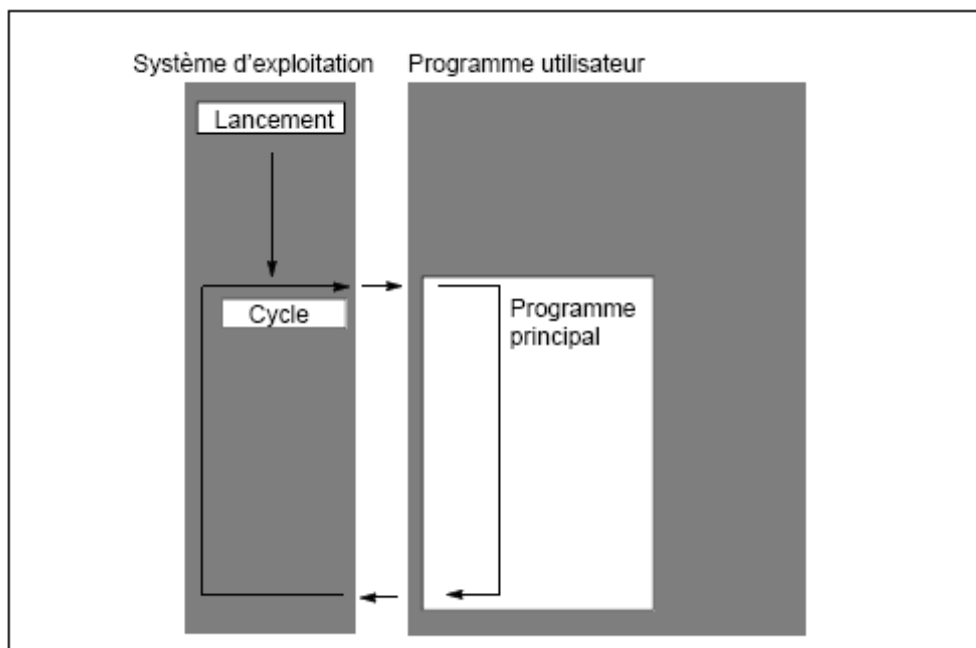 Système d'exploitation
Programme utilisateur
Lancement
Cycle
Programme
principal